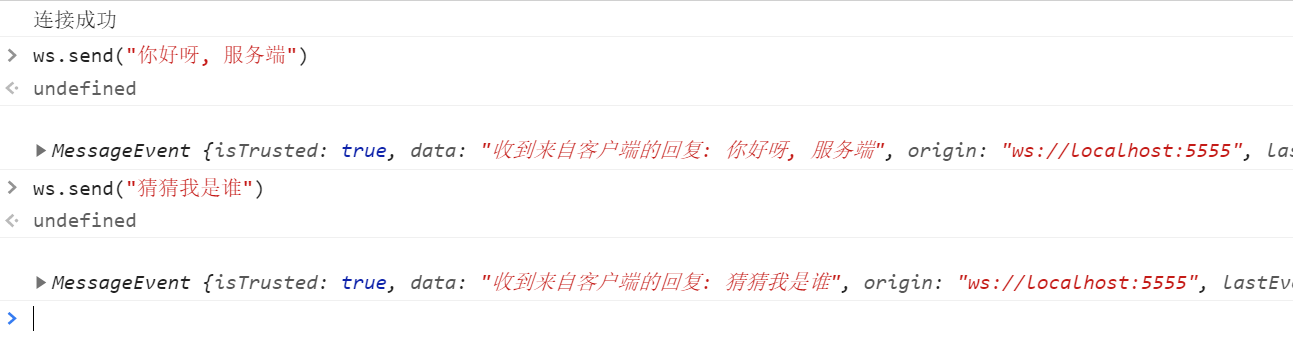 连接成功
ws.send("你好呀, 服务端")
undefined
MessageEvent {isTrusted: true, data: "收到来自客户端的回复: 你好呀, 服务端", origin: "ws://localhost:5555", las
ws.send("猜猜我是谁")
undefined
MessageEvent {isTrusted: true, data: "收到来自客户端的回复: 猜猜我是谁", origin: "ws://localhost:5555", lastEve